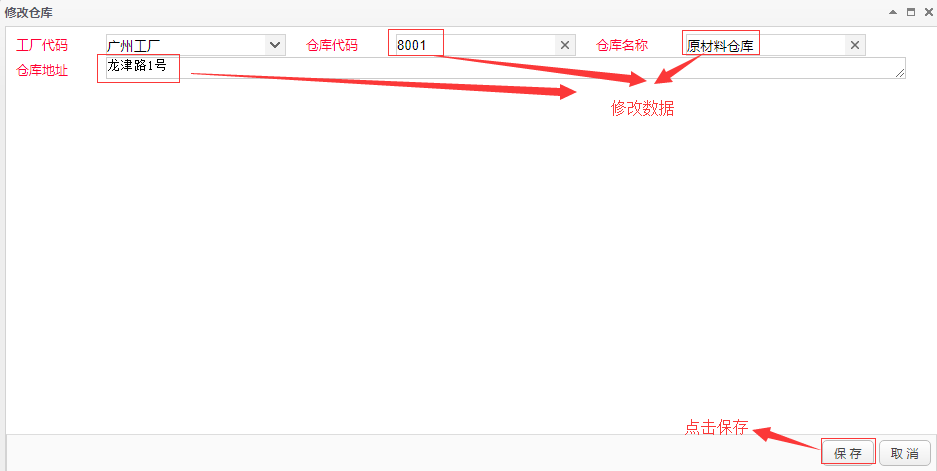 修改仓库
工厂代码 广州工厂 仓库代码 8001 仓库名称 原材料仓库
仓库地址 龙津路1号
修改数据
点击保存
保存 取消